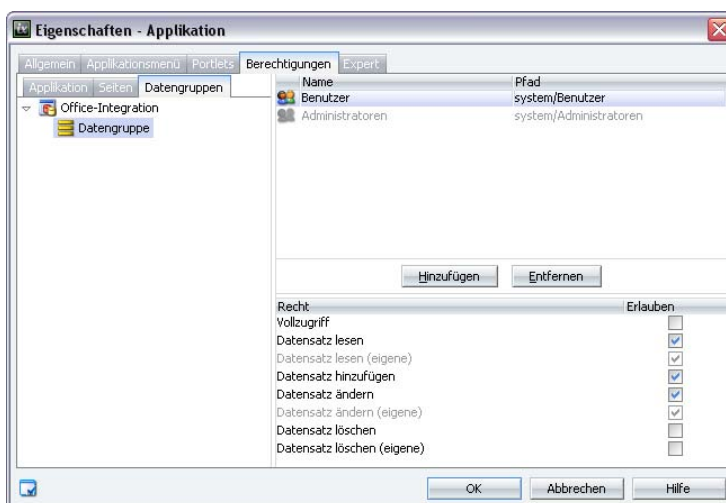 Eigenschaften - Applikation
Allgemein Applikationsmenü Portlets Berechtigungen Expert
Applikation Seiten Datengruppen
Office-Integration
Datengruppe
Name Pfad
Benutzer system/Benutzer
Administratoren system/Administratoren
Hinzufügen Entfernen
Recht Erlauben
Vollzugriff
Datensatz lesen
Datensatz lesen (eigene)
Datensatz hinzufügen
Datensatz ändern
Datensatz ändern (eigene)
Datensatz löschen
Datensatz löschen (eigene)
OK Abbrechen Hilfe